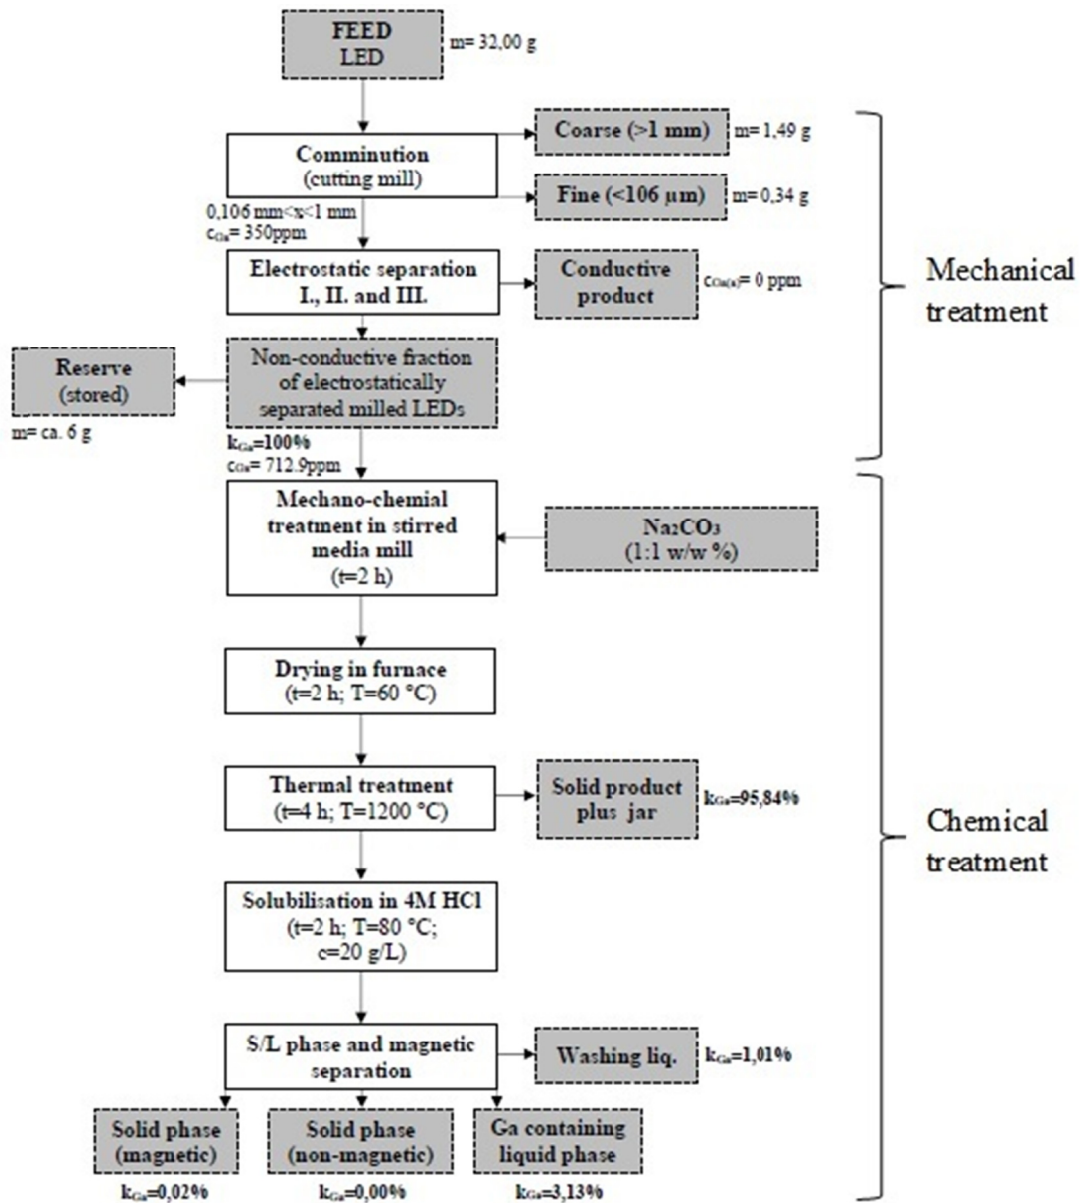 FEED
LED
m= 32,00 g
Coarse (>1 mm)
m=1,49 g
Comminution
(cutting mill)
Fine (<106 µm)
m=0,34 g
0,106 mm<x<1 mm
cGa= 350ppm
Electrostatic separation
I., II. and III.
Conductive
product
cGa(s)= 0 ppm
Mechanical
treatment
Reserve
(stored)
m= ca. 6 g
Non-conductive fraction
of electrostatically
separated milled LEDs
kGa=100%
cGa= 712.9ppm
Mechano-chemial
treatment in stirred
media mill
(t=2 h)
Na2CO3
(1:1 w/w %)
Drying in furnace
(t=2 h; T=60 °C)
Thermal treatment
(t=4 h; T=1200 °C)
Solid product
plus jar
kGa=95,84%
Chemical
treatment
Solubilisation in 4M HCl
(t=2 h; T=80 °C;
c=20 g/L)
S/L phase and magnetic
separation
Washing liq.
kGa=1,01%
Solid phase
(magnetic)
Solid phase
(non-magnetic)
Ga containing
liquid phase
kGa=0,02%
kGa=0,00%
kGa=3,13%